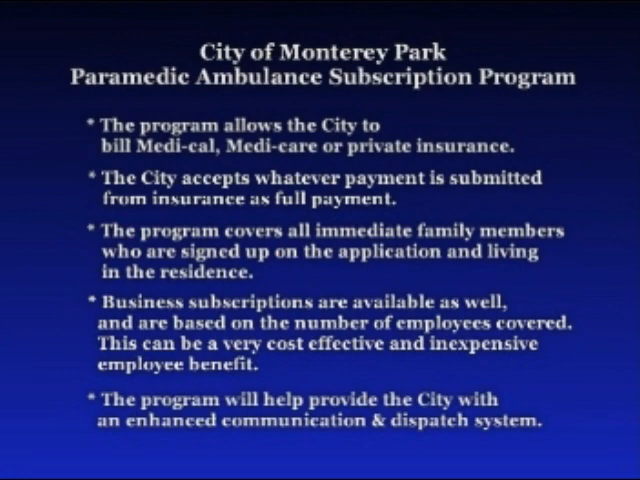 City of Monterey Park
Paramedic Ambulance Subscription Program
* The program allows the City to
bill Medi-cal, Medi-care or private insurance.
* The City accepts whatever payment is submitted
from insurance as full payment.
* The program covers all immediate family members
who are signed up on the application and living
in the residence.
* Business subscriptions are available as well,
and are based on the number of employees covered.
This can be a very cost effective and inexpensive
employee benefit.
* The program will help provide the City with
an enhanced communication & dispatch system.